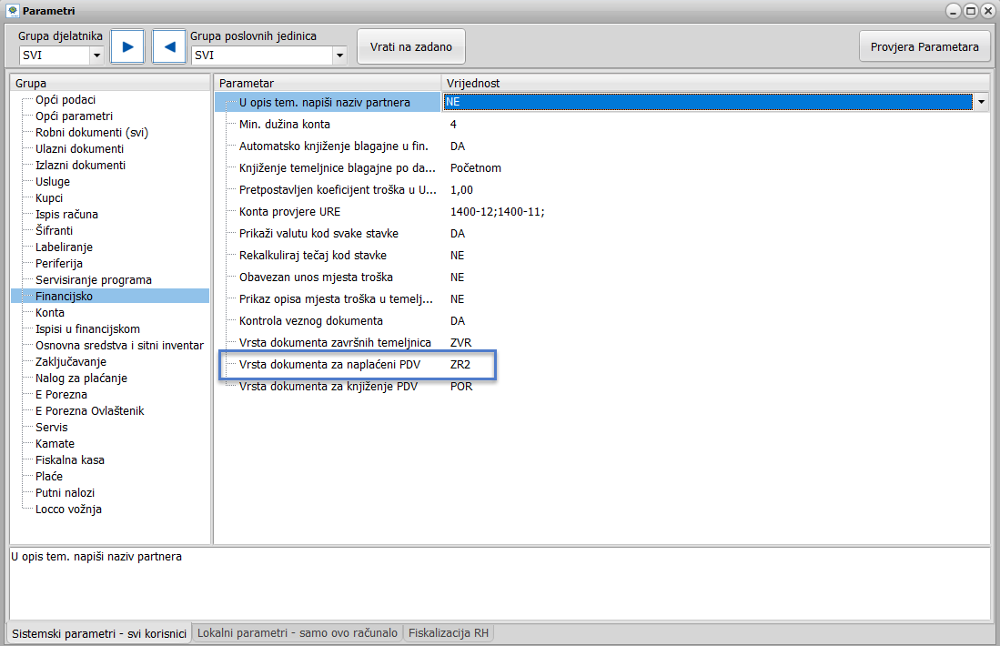 Parametri
Grupa djelatnika
Grupa poslovnih jedinica
SVI
SVI
Vrati na zadano
Provjera Parametara
Grupa
Opći podaci
Opći parametri
Robni dokumenti (svi)
Ulazni dokumenti
Izlazni dokumenti
Usluge
Kupci
Ispis računa
Šifranti
Labeliranje
Periferija
Servisiranje programa
Financijsko
Konta
Ispisi u financijskom
Osnovna sredstva i sitni inventar
Zaključavanje
Nalog za plaćanje
E Porezna
E Porezna Ovlaštenik
Servis
Kamate
Fiskalna kasa
Plaće
Putni nalozi
Locco vožnja
Parametar Vrijednost
U opis tem. napiši naziv partnera NE
Min. dužina konta 4
Automatsko knjiženje blagajne u fin. DA
Knjiženje temeljnice blagajne po da... Početnom
Pretpostavljen koeficijent troška u U... 1,00
Konta provjere URE 1400-12;1400-11;
Prikaži valutu kod svake stavke DA
Rekalkuliraj tečaj kod stavke NE
Obavezan unos mjesta troška NE
Prikaz opisa mjesta troška u temelj... NE
Kontrola veznog dokumenta DA
Vrsta dokumenta završnih temeljnica ZVR
Vrsta dokumenta za naplaćeni PDV ZR2
Vrsta dokumenta za knjiženje PDV POR
U opis tem. napiši naziv partnera
Sistemski parametri - svi korisnici
Lokalni parametri - samo ovo računalo
Fiskalizacija RH